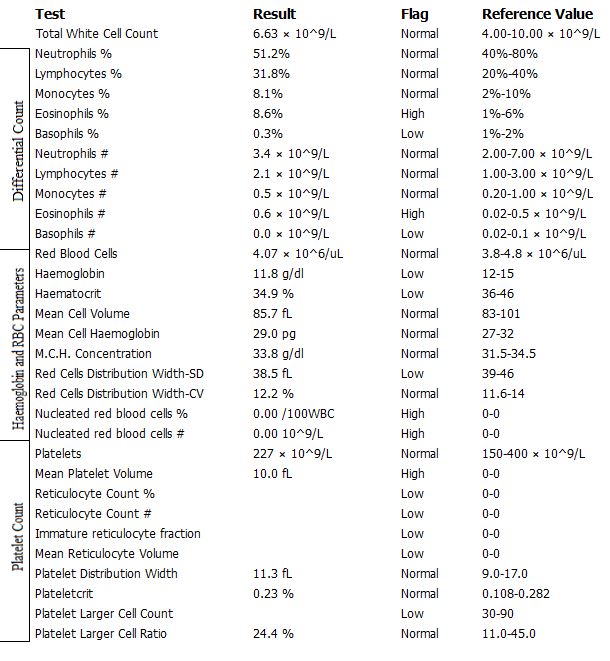 Test Result Flag Reference Value
Total White Cell Count 6.63 × 10^9/L Normal 4.00-10.00 × 10^9/L
Differential Count
Neutrophils % 51.2% Normal 40%-80%
Lymphocytes % 31.8% Normal 20%-40%
Monocytes % 8.1% Normal 2%-10%
Eosinophils % 8.6% High 1%-6%
Basophils % 0.3% Low 1%-2%
Neutrophils # 3.4 × 10^9/L Normal 2.00-7.00 × 10^9/L
Lymphocytes # 2.1 × 10^9/L Normal 1.00-3.00 × 10^9/L
Monocytes # 0.5 × 10^9/L Normal 0.20-1.00 × 10^9/L
Eosinophils # 0.6 × 10^9/L High 0.02-0.5 × 10^9/L
Basophils # 0.0 × 10^9/L Low 0.02-0.1 × 10^9/L
Haemoglobin and RBC Parameters
Red Blood Cells 4.07 × 10^6/uL Normal 3.8-4.8 × 10^6/uL
Haemoglobin 11.8 g/dl Low 12-15
Haematocrit 34.9 % Low 36-46
Mean Cell Volume 85.7 fL Normal 83-101
Mean Cell Haemoglobin 29.0 pg Normal 27-32
M.C.H. Concentration 33.8 g/dl Normal 31.5-34.5
Red Cells Distribution Width-SD 38.5 fL Low 39-46
Red Cells Distribution Width-CV 12.2 % Normal 11.6-14
Nucleated red blood cells % 0.00 /100WBC High 0-0
Nucleated red blood cells # 0.00 10^9/L High 0-0
Platelet Count
Platelets 227 × 10^9/L Normal 150-400 × 10^9/L
Mean Platelet Volume 10.0 fL High 0-0
Reticulocyte Count % Low 0-0
Reticulocyte Count # Low 0-0
Immature reticulocyte fraction Low 0-0
Mean Reticulocyte Volume Low 0-0
Platelet Distribution Width 11.3 fL Normal 9.0-17.0
Plateletcrit 0.23 % Normal 0.108-0.282
Platelet Larger Cell Count Low 30-90
Platelet Larger Cell Ratio 24.4 % Normal 11.0-45.0